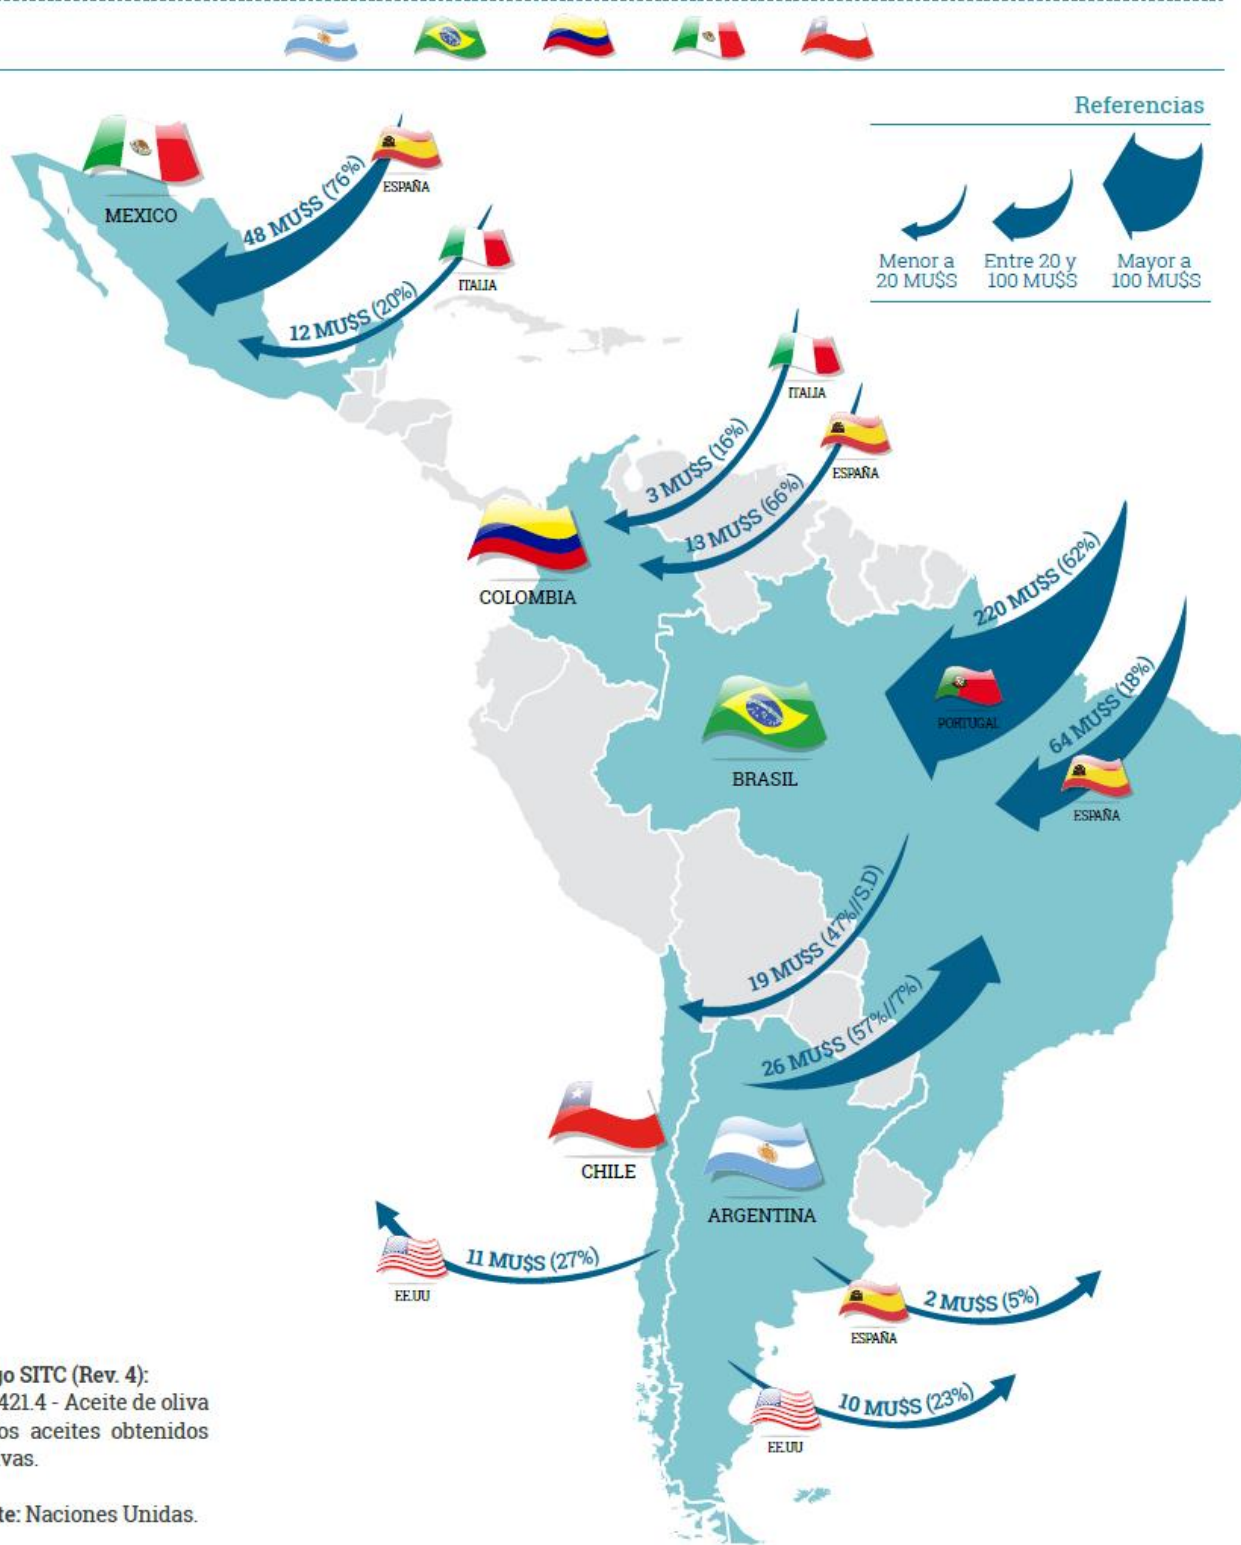 Referencias
Menor a
20 MU$S
Entre 20 y
100 MU$S
Mayor a
100 MU$S
MEXICO
48 MU$S (76%)
ESPAÑA
12 MU$S (20%)
ITALIA
3 MU$S (16%)
ITALIA
13 MU$S (66%)
ESPAÑA
COLOMBIA
220 MU$S (62%)
PORTUGAL
64 MU$S (18%)
ESPAÑA
BRASIL
19 MU$S (47%//S.D)
26 MU$S (57%//7%)
CHILE
ARGENTINA
11 MU$S (27%)
EE.UU
2 MU$S (5%)
ESPAÑA
10 MU$S (23%)
EE.UU
go SITC (Rev. 4):
421.4 - Aceite de oliva
os aceites obtenidos
vas.
te: Naciones Unidas.